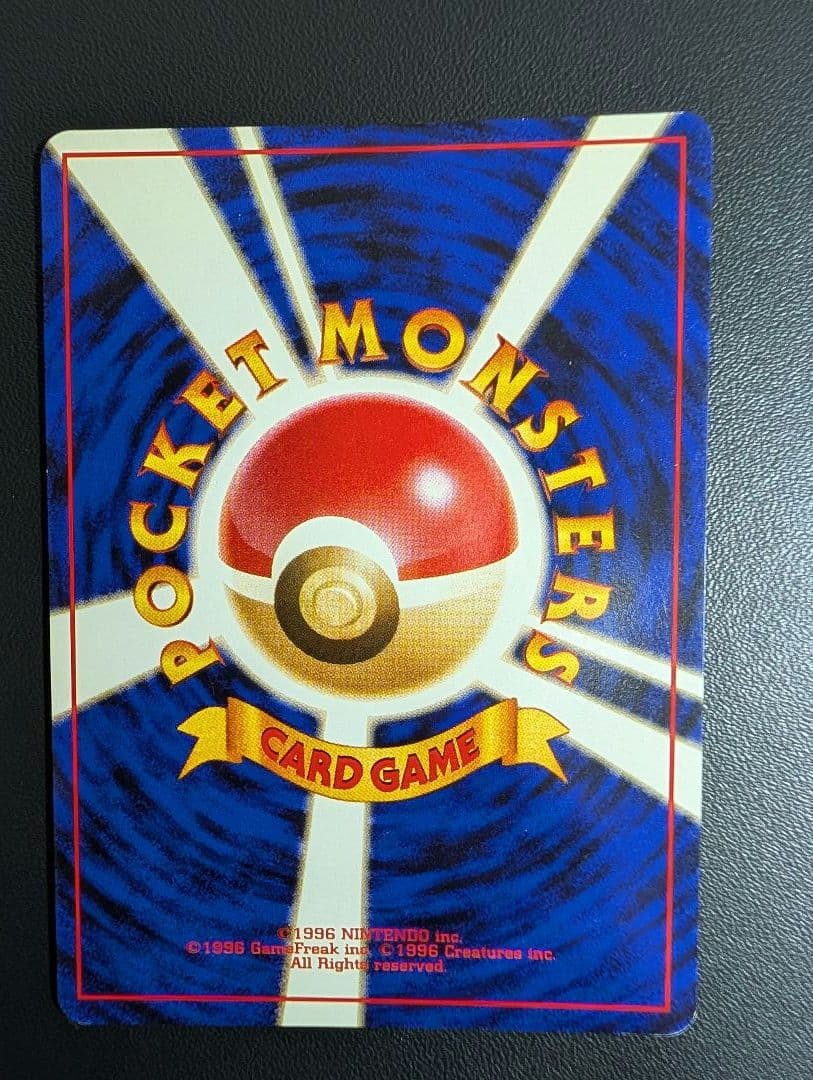 POCKET MONSTERS
CARD GAME
©1996 NINTENDO inc.
©1996 GameFreak inc. ©1996 Creatures inc.
All Rights reserved.